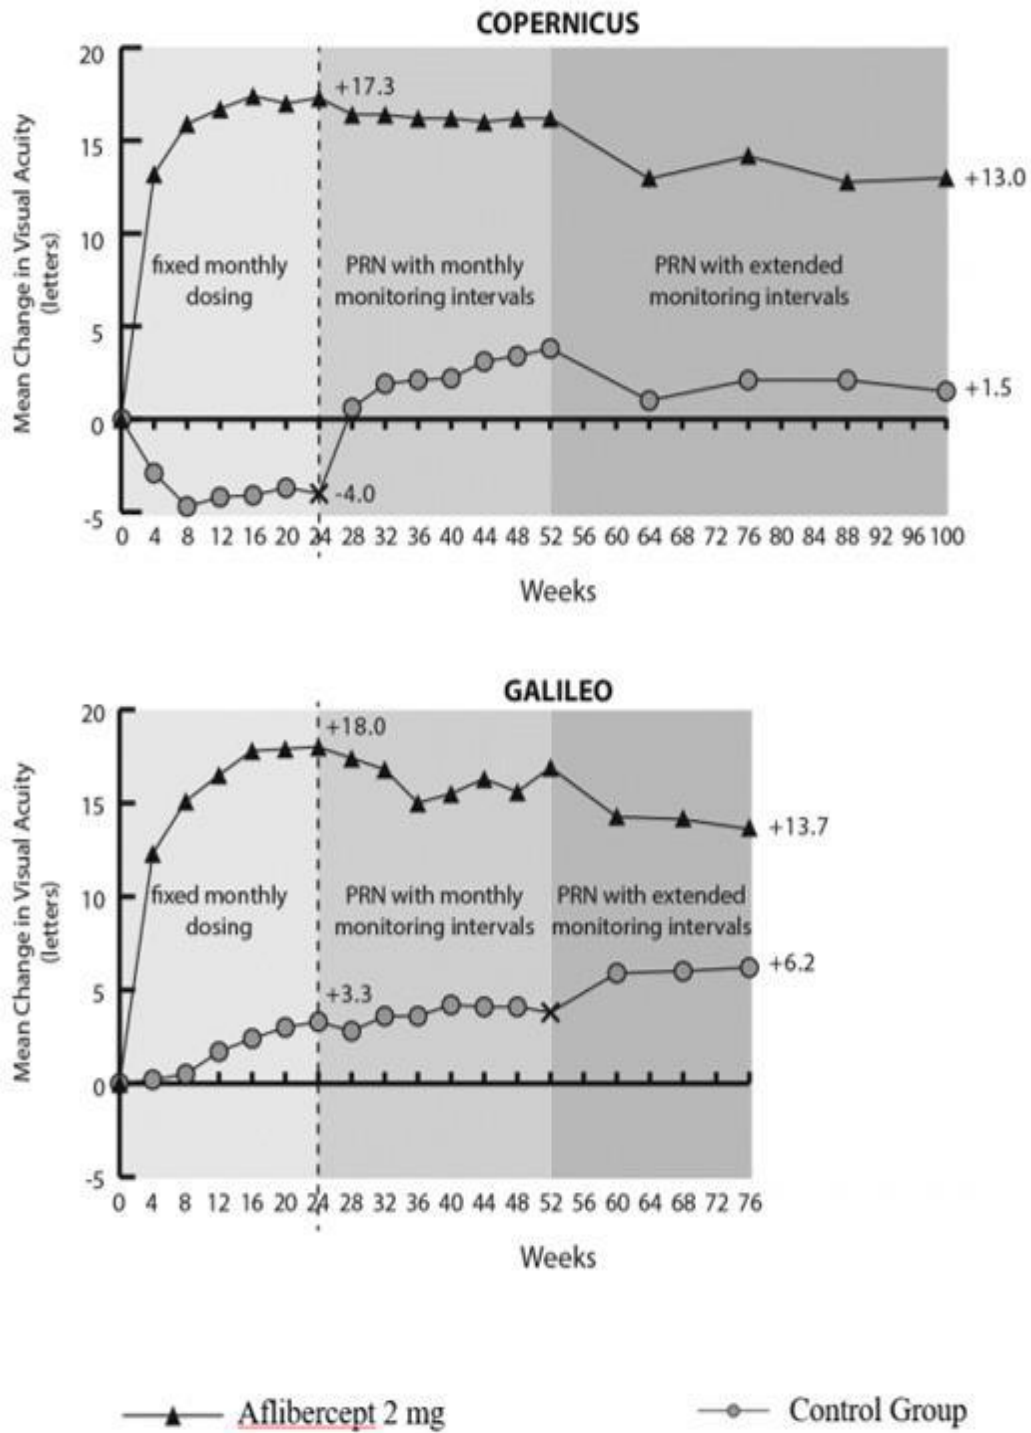 COPERNICUS
20
15
10
5
0
-5
Mean Change in Visual Acuity
(letters)
+17.3
-4.0
+13.0
+1.5
fixed monthly
dosing
PRN with monthly
monitoring intervals
PRN with extended
monitoring intervals
0 4 8 12 16 20 24 28 32 36 40 44 48 52 56 60 64 68 72 76 80 84 88 92 96 100
Weeks
GALILEO
20
15
10
5
0
-5
Mean Change in Visual Acuity
(letters)
+18.0
+3.3
+13.7
+6.2
fixed monthly
dosing
PRN with monthly
monitoring intervals
PRN with extended
monitoring intervals
0 4 8 12 16 20 24 28 32 36 40 44 48 52 56 60 64 68 72 76
Weeks
Aflibercept 2 mg
Control Group